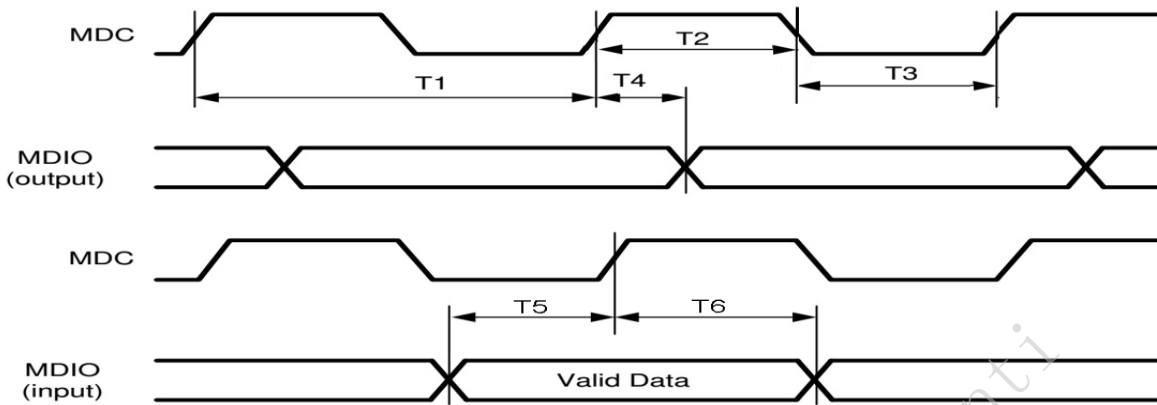 MDC
T2
T3
T1
T4
MDIO
(output)
MDC
T5
T6
MDIO
(input)
Valid Data